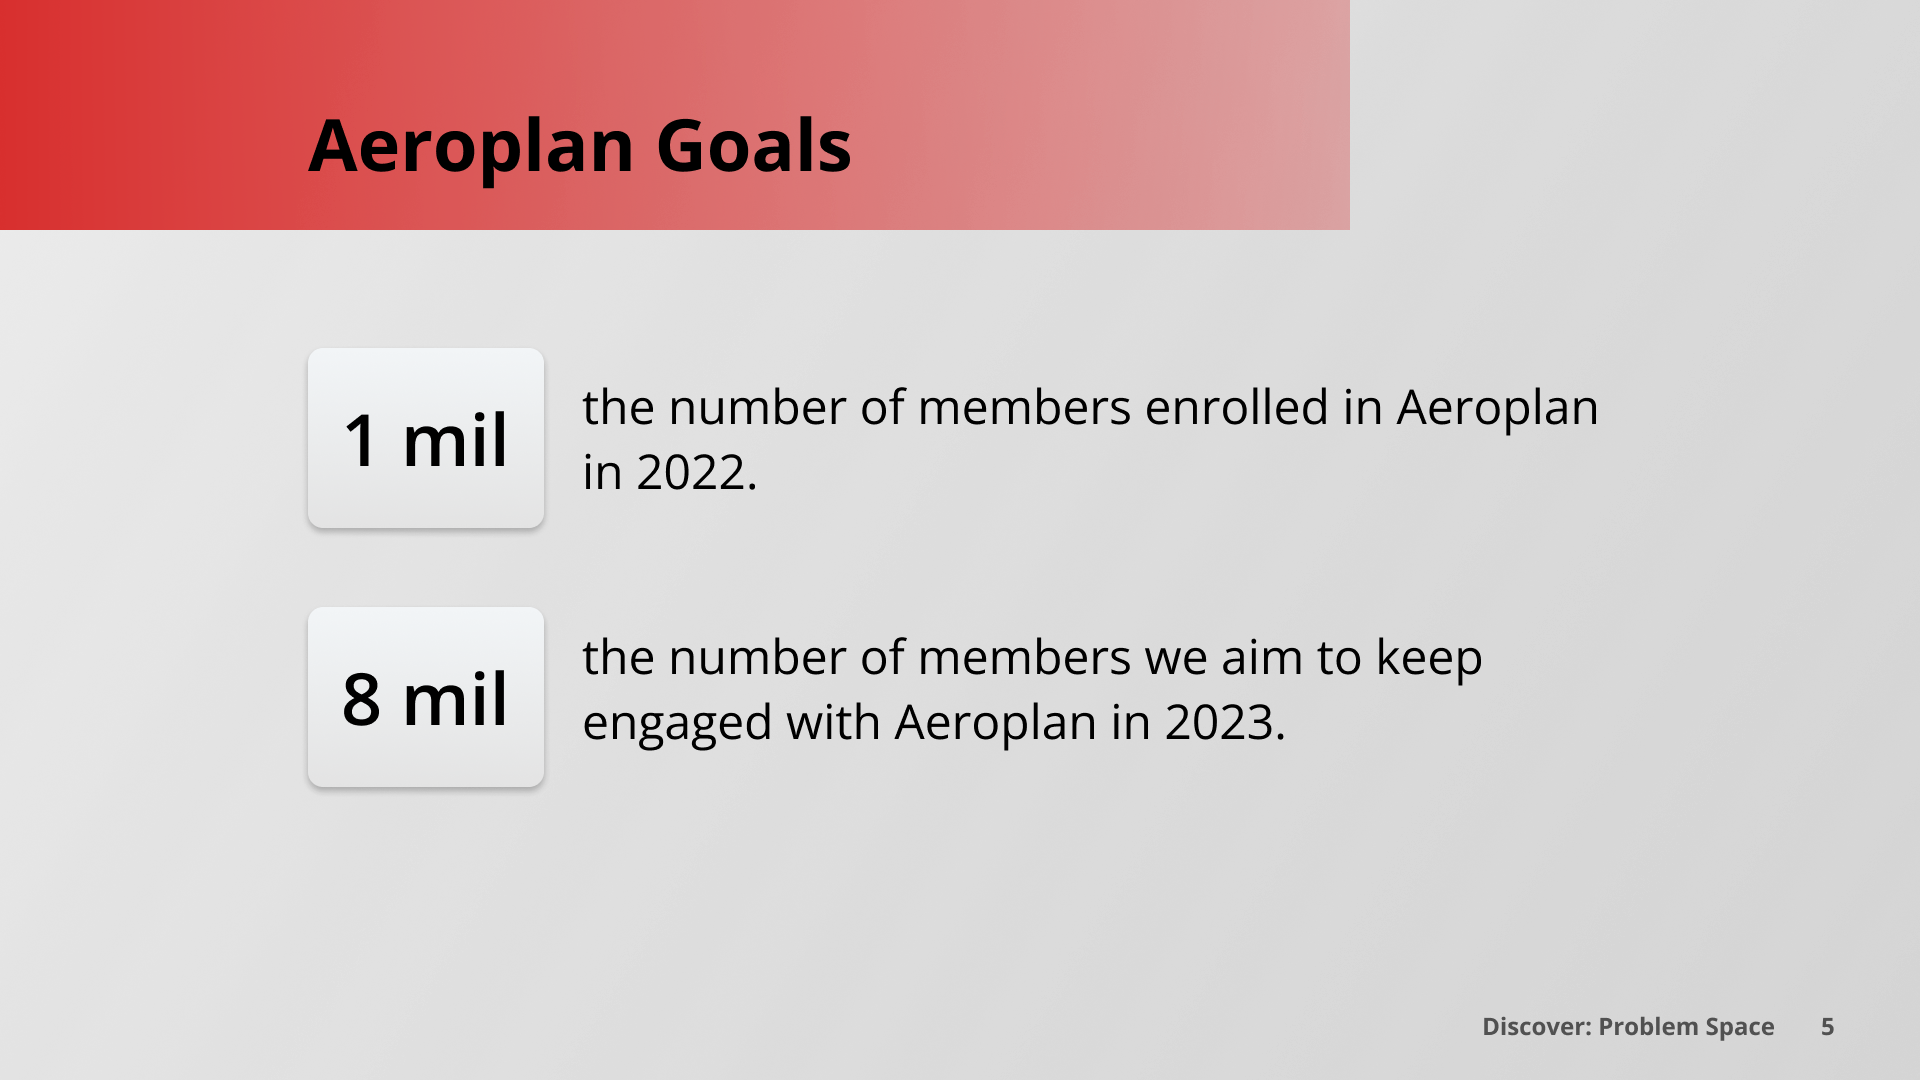 Aeroplan Goals
1 mil
the number of members enrolled in Aeroplan
in 2022.
8 mil
the number of members we aim to keep
engaged with Aeroplan in 2023.
Discover: Problem Space 5